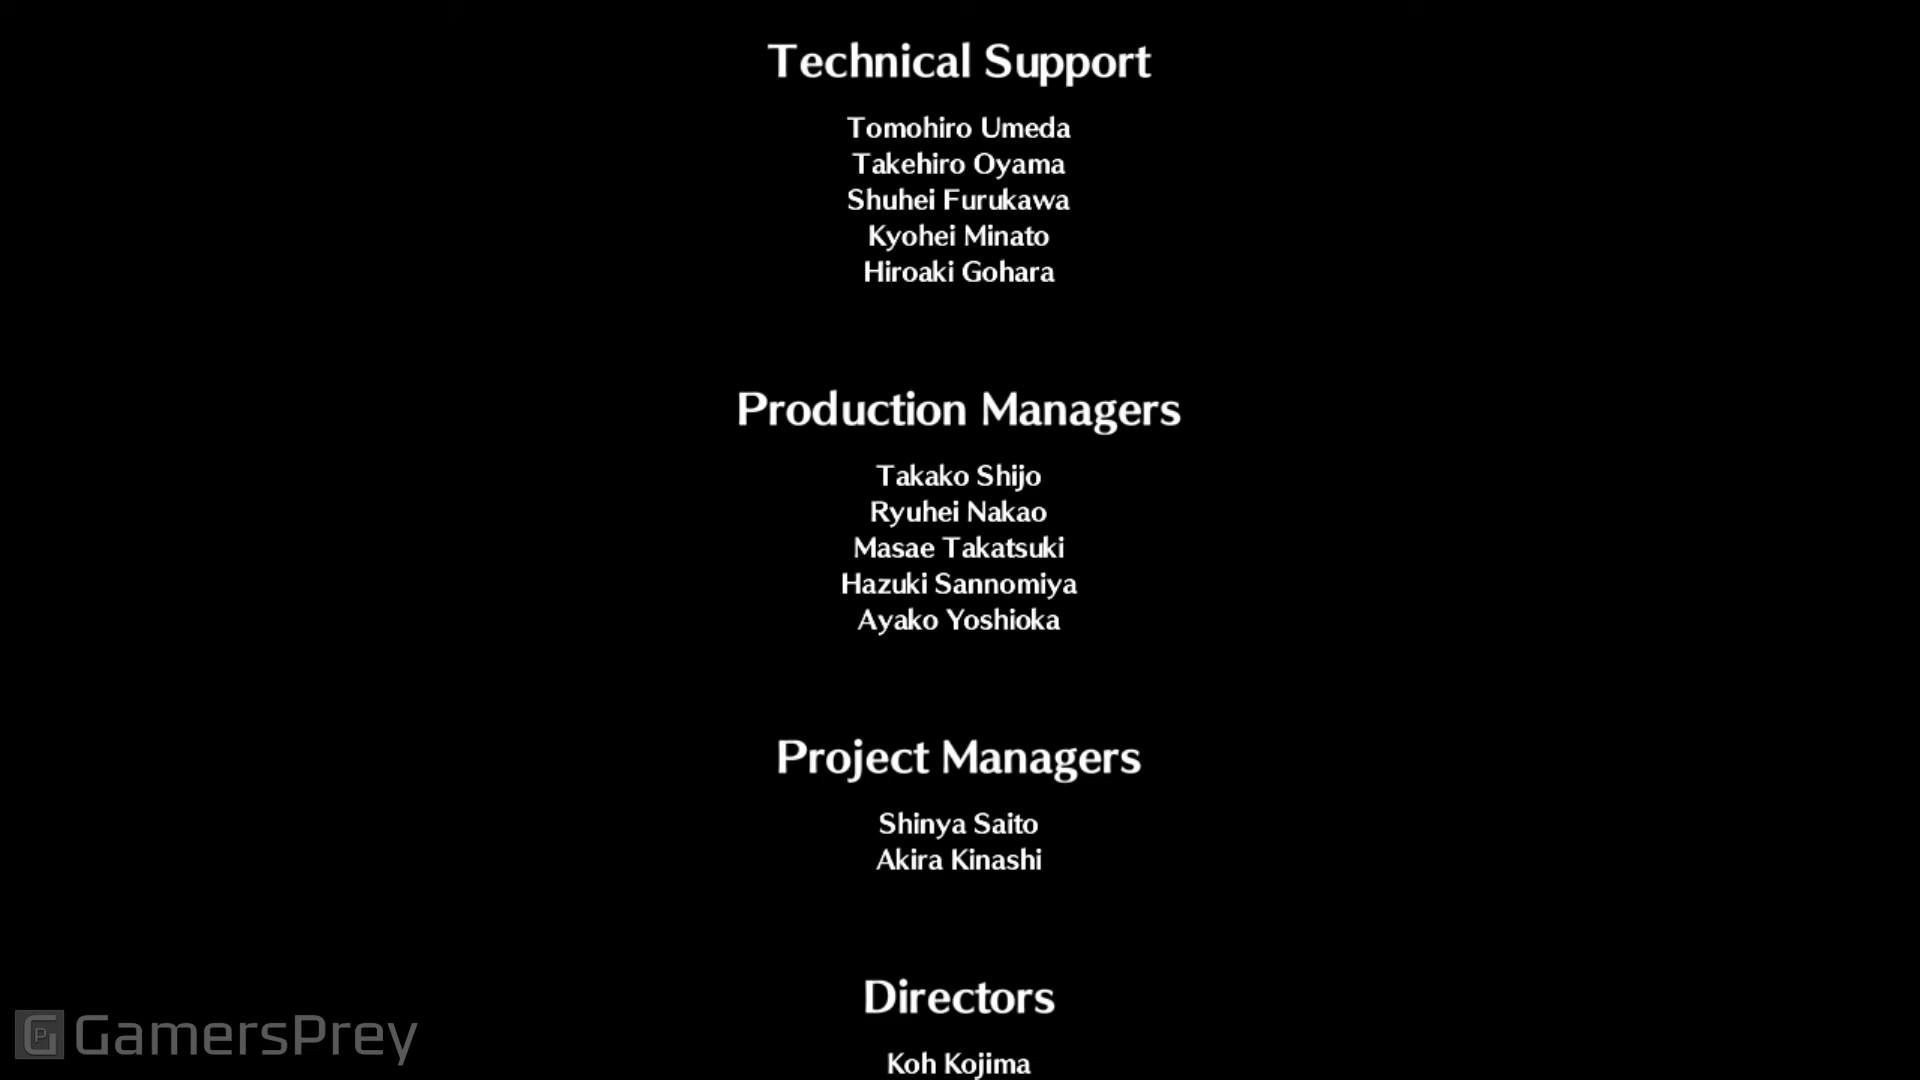 Technical Support
Tomohiro Umeda
Takehiro Oyama
Shuhei Furukawa
Kyohei Minato
Hiroaki Gohara
Production Managers
Takako Shijo
Ryuhei Nakao
Masae Takatsuki
Hazuki Sannomiya
Ayako Yoshioka
Project Managers
Shinya Saito
Akira Kinashi
Directors
Koh Kojima
GamersPrey